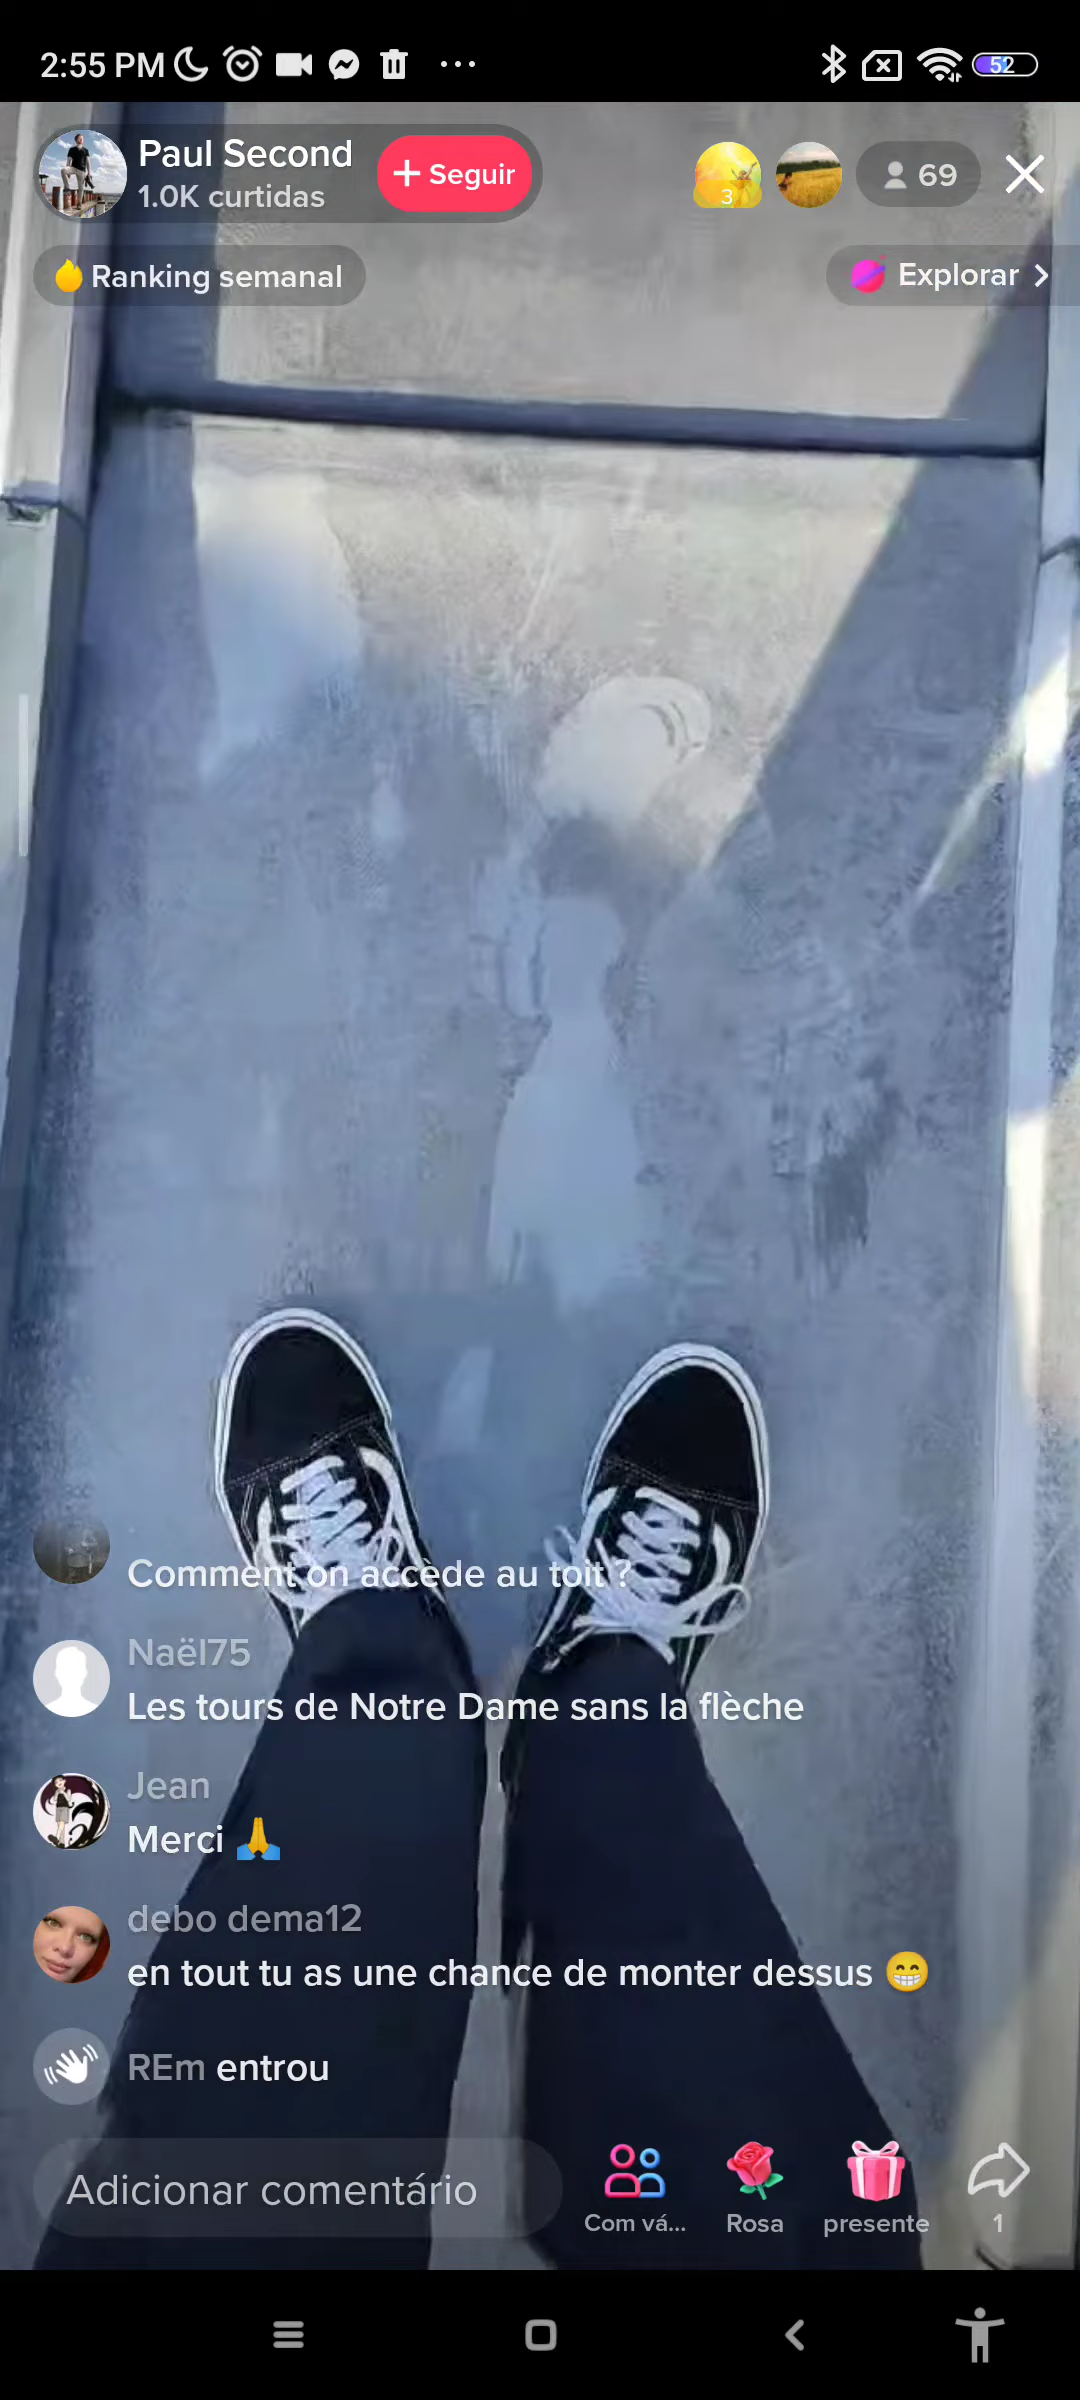 2:55 PM
52
Paul Second
1.0K curtidas
+ Seguir
3
69
Ranking semanal
Explorar
Comment on accède au toit ?
Naël75
Les tours de Notre Dame sans la flèche
Jean
Merci 🙏
debo dema12
en tout tu as une chance de monter dessus 😁
REm entrou
Adicionar comentário
Com vá...
Rosa
presente
1